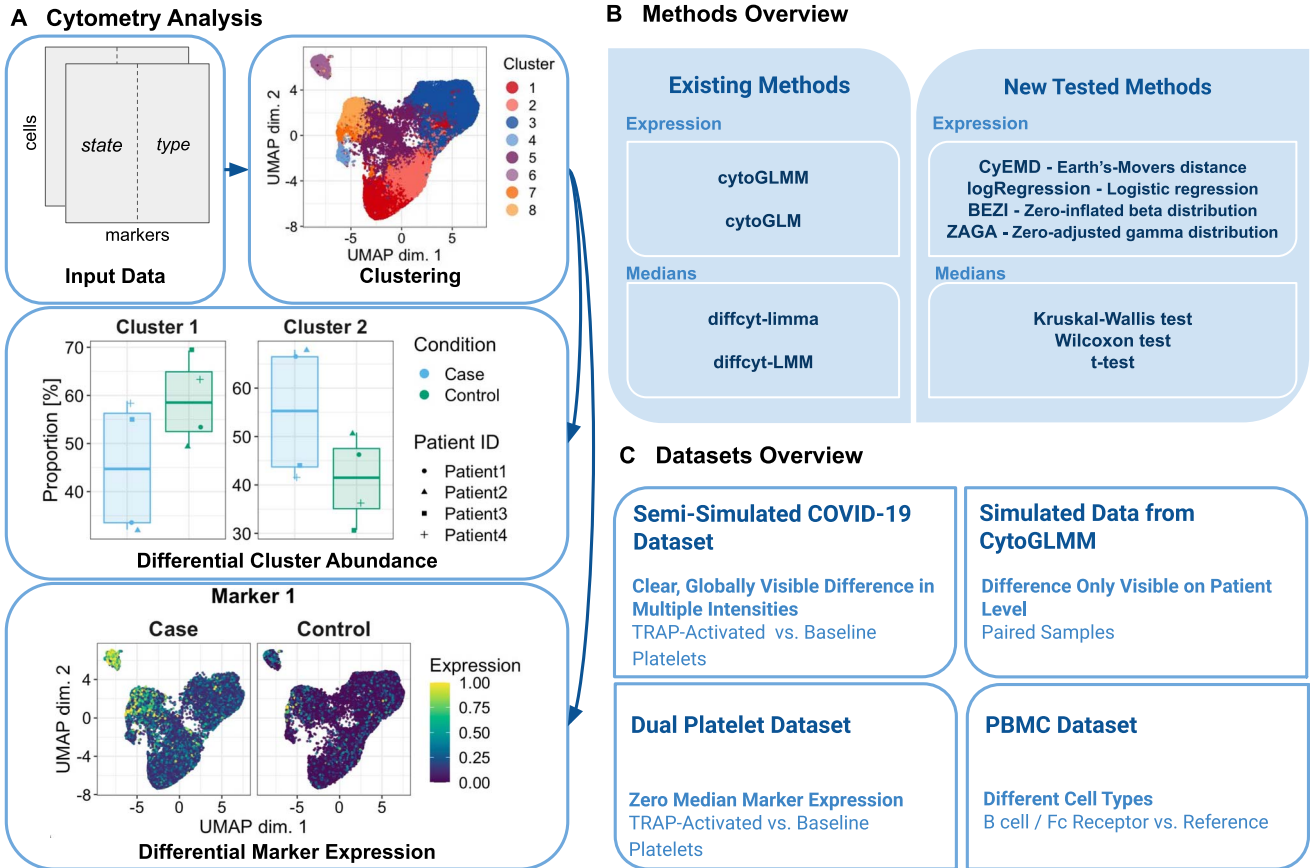 A Cytometry Analysis
cells
state
type
markers
Input Data
UMAP dim. 2
4
0
-4
-8
-5 0 5
UMAP dim. 1
Cluster
1
2
3
4
5
6
7
8
Clustering
Cluster 1 Cluster 2
Proportion [%]
70
60
50
40
60
50
40
30
Condition
Case
Control
Patient ID
Patient1
Patient2
Patient3
Patient4
Differential Cluster Abundance
Marker 1
Case Control
UMAP dim. 2
4
0
-4
-8
-5 0 5 -5 0 5
UMAP dim. 1
Expression
1.00
0.75
0.50
0.25
0.00
Differential Marker Expression
B Methods Overview
Existing Methods
Expression
cytoGLMM
cytoGLM
Medians
diffcyt-limma
diffcyt-LMM
New Tested Methods
Expression
CyEMD - Earth's-Movers distance
logRegression - Logistic regression
BEZI - Zero-inflated beta distribution
ZAGA - Zero-adjusted gamma distribution
Medians
Kruskal-Wallis test
Wilcoxon test
t-test
C Datasets Overview
Semi-Simulated COVID-19
Dataset
Clear, Globally Visible Difference in
Multiple Intensities
TRAP-Activated vs. Baseline
Platelets
Simulated Data from
CytoGLMM
Difference Only Visible on Patient
Level
Paired Samples
Dual Platelet Dataset
Zero Median Marker Expression
TRAP-Activated vs. Baseline
Platelets
PBMC Dataset
Different Cell Types
B cell / Fc Receptor vs. Reference